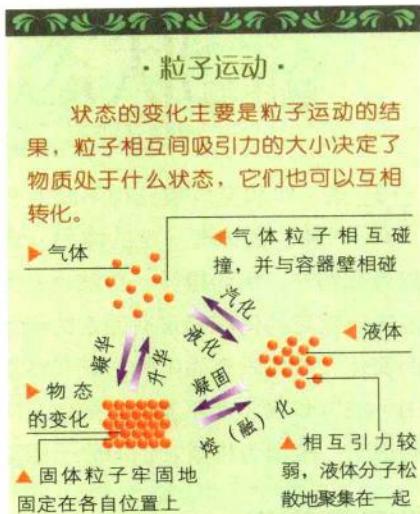 ·粒子运动·
状态的变化主要是粒子运动的结
果，粒子相互间吸引力的大小决定了
物质处于什么状态，它们也可以互相
转化。
▶气体
◀气体粒子相互碰
撞，并与容器壁相碰
汽化
液化
凝华
升华
◀液体
凝固
熔（融）化
▶物态
的变化
▲固体粒子牢固地
固定在各自位置上
▲相互引力较
弱，液体分子松
散地聚集在一起